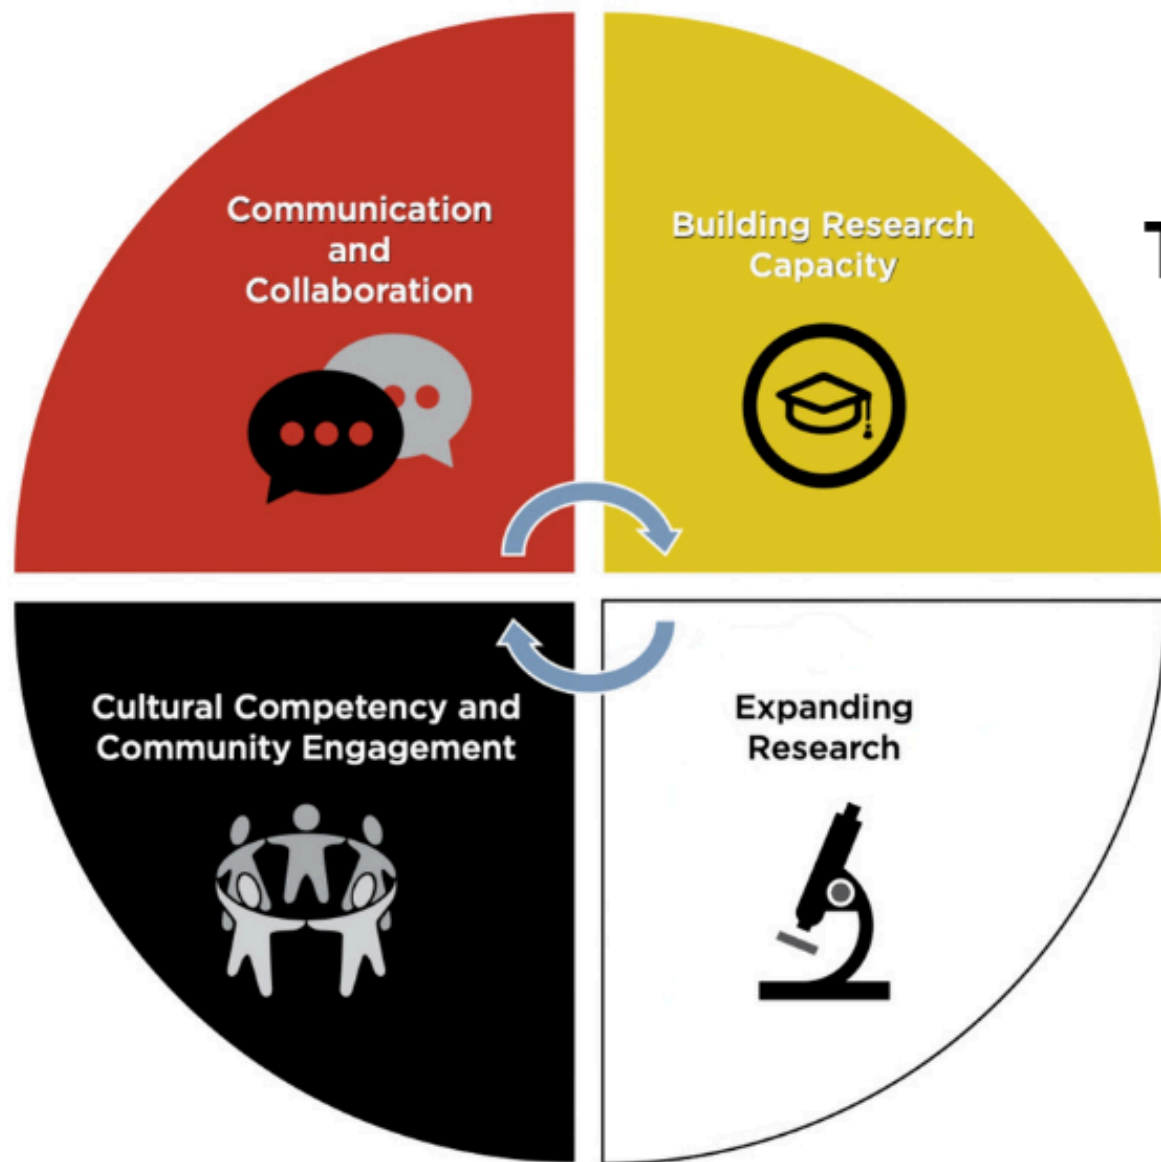 Communication
and
Collaboration
Building Research
Capacity
T
Cultural Competency and
Community Engagement
Expanding
Research